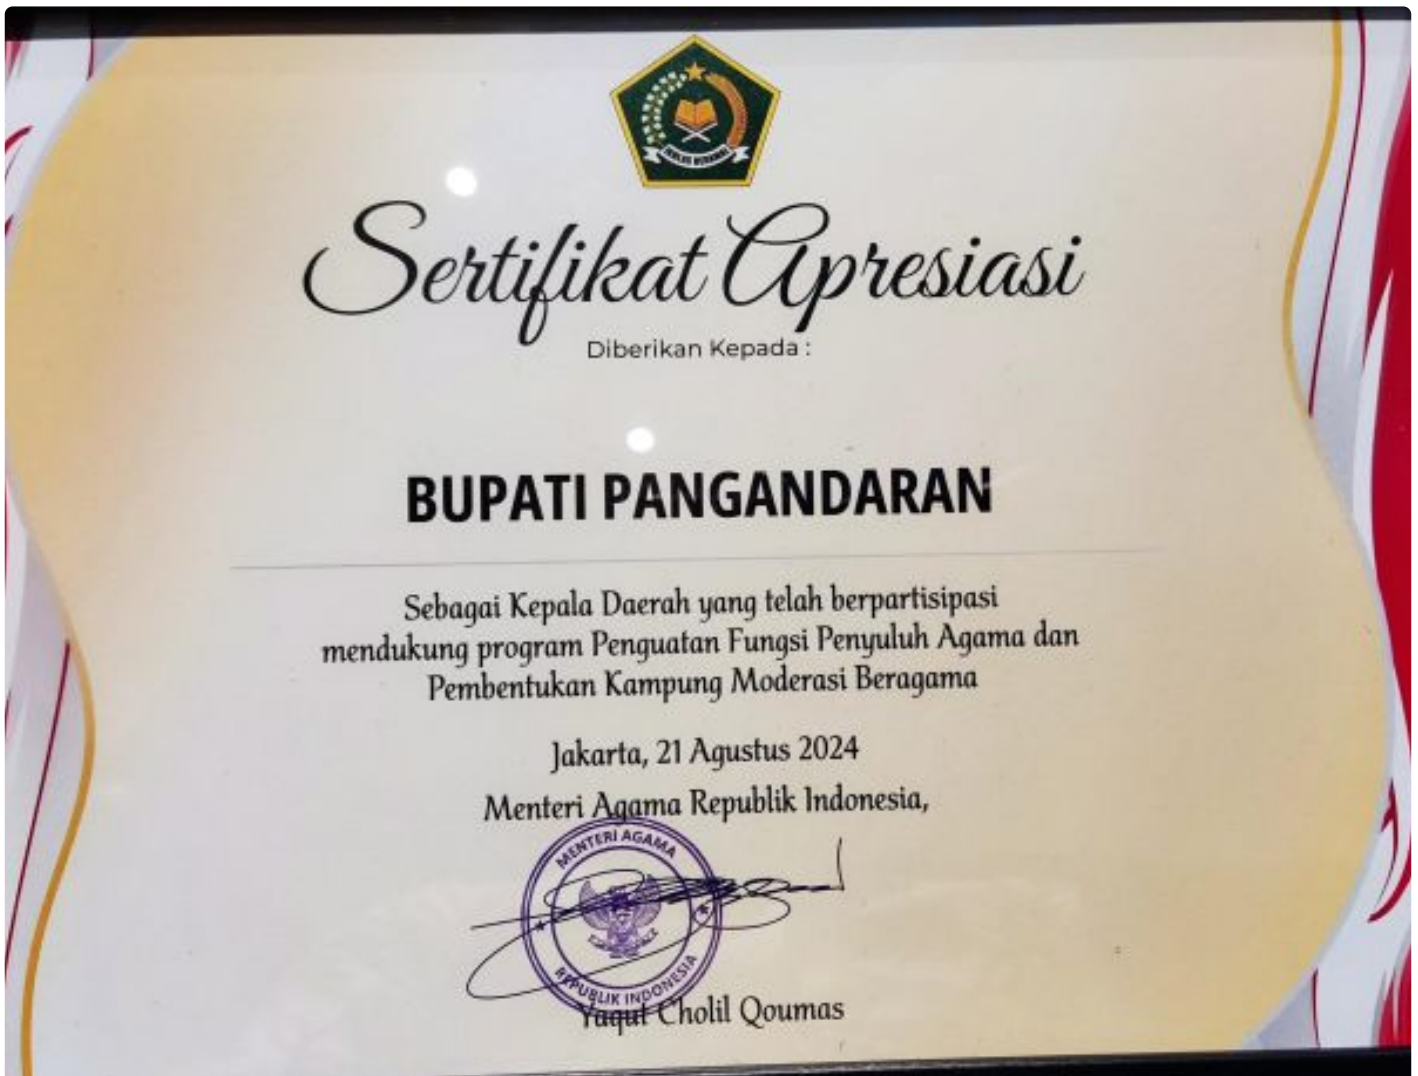 IKHLAS BERAMAL
Sertifikat Apresiasi
Diberikan Kepada :
BUPATI PANGANDARAN
Sebagai Kepala Daerah yang telah berpartisipasi
mendukung program Penguatan Fungsi Penyuluh Agama dan
Pembentukan Kampung Moderasi Beragama
Jakarta, 21 Agustus 2024
Menteri Agama Republik Indonesia,
MENTERI AGAMA
REPUBLIK INDONESIA
Yaqut Cholil Qoumas